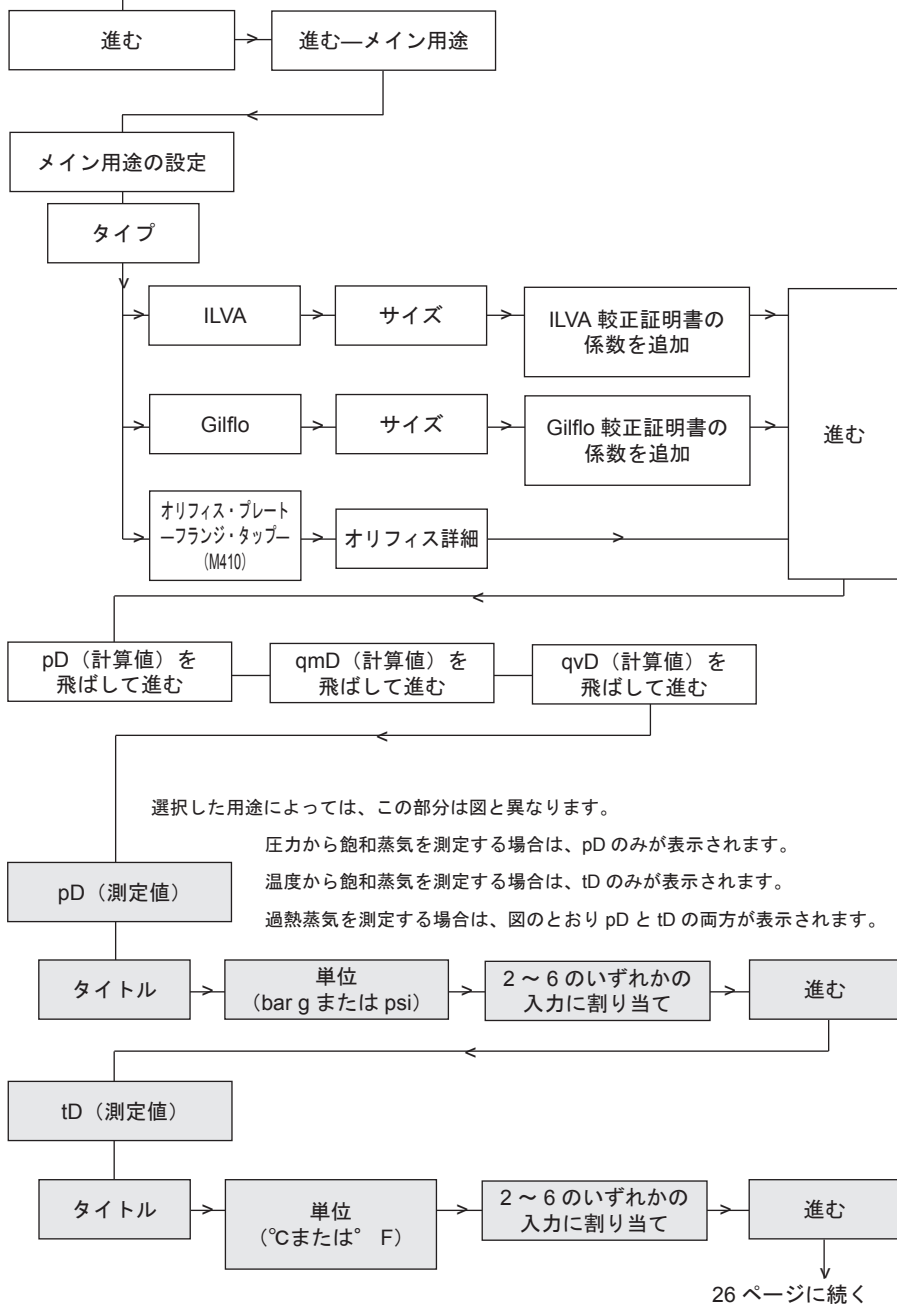 進む
進む―メイン用途
メイン用途の設定
タイプ
ILVA
サイズ
ILVA 較正証明書の
係数を追加
Gilflo
サイズ
Gilflo 較正証明書の
係数を追加
進む
オリフィス・プレート
―フランジ・タップ―
(M410)
オリフィス詳細
pD（計算値）を
飛ばして進む
qmD（計算値）を
飛ばして進む
qvD（計算値）を
飛ばして進む
選択した用途によっては、この部分は図と異なります。
圧力から飽和蒸気を測定する場合は、pD のみが表示されます。
温度から飽和蒸気を測定する場合は、tD のみが表示されます。
過熱蒸気を測定する場合は、図のとおり pD と tD の両方が表示されます。
pD（測定値）
タイトル
単位
（bar g または psi）
2 ～ 6 のいずれかの
入力に割り当て
進む
tD（測定値）
タイトル
単位
（℃または° F）
2 ～ 6 のいずれかの
入力に割り当て
進む
26 ページに続く